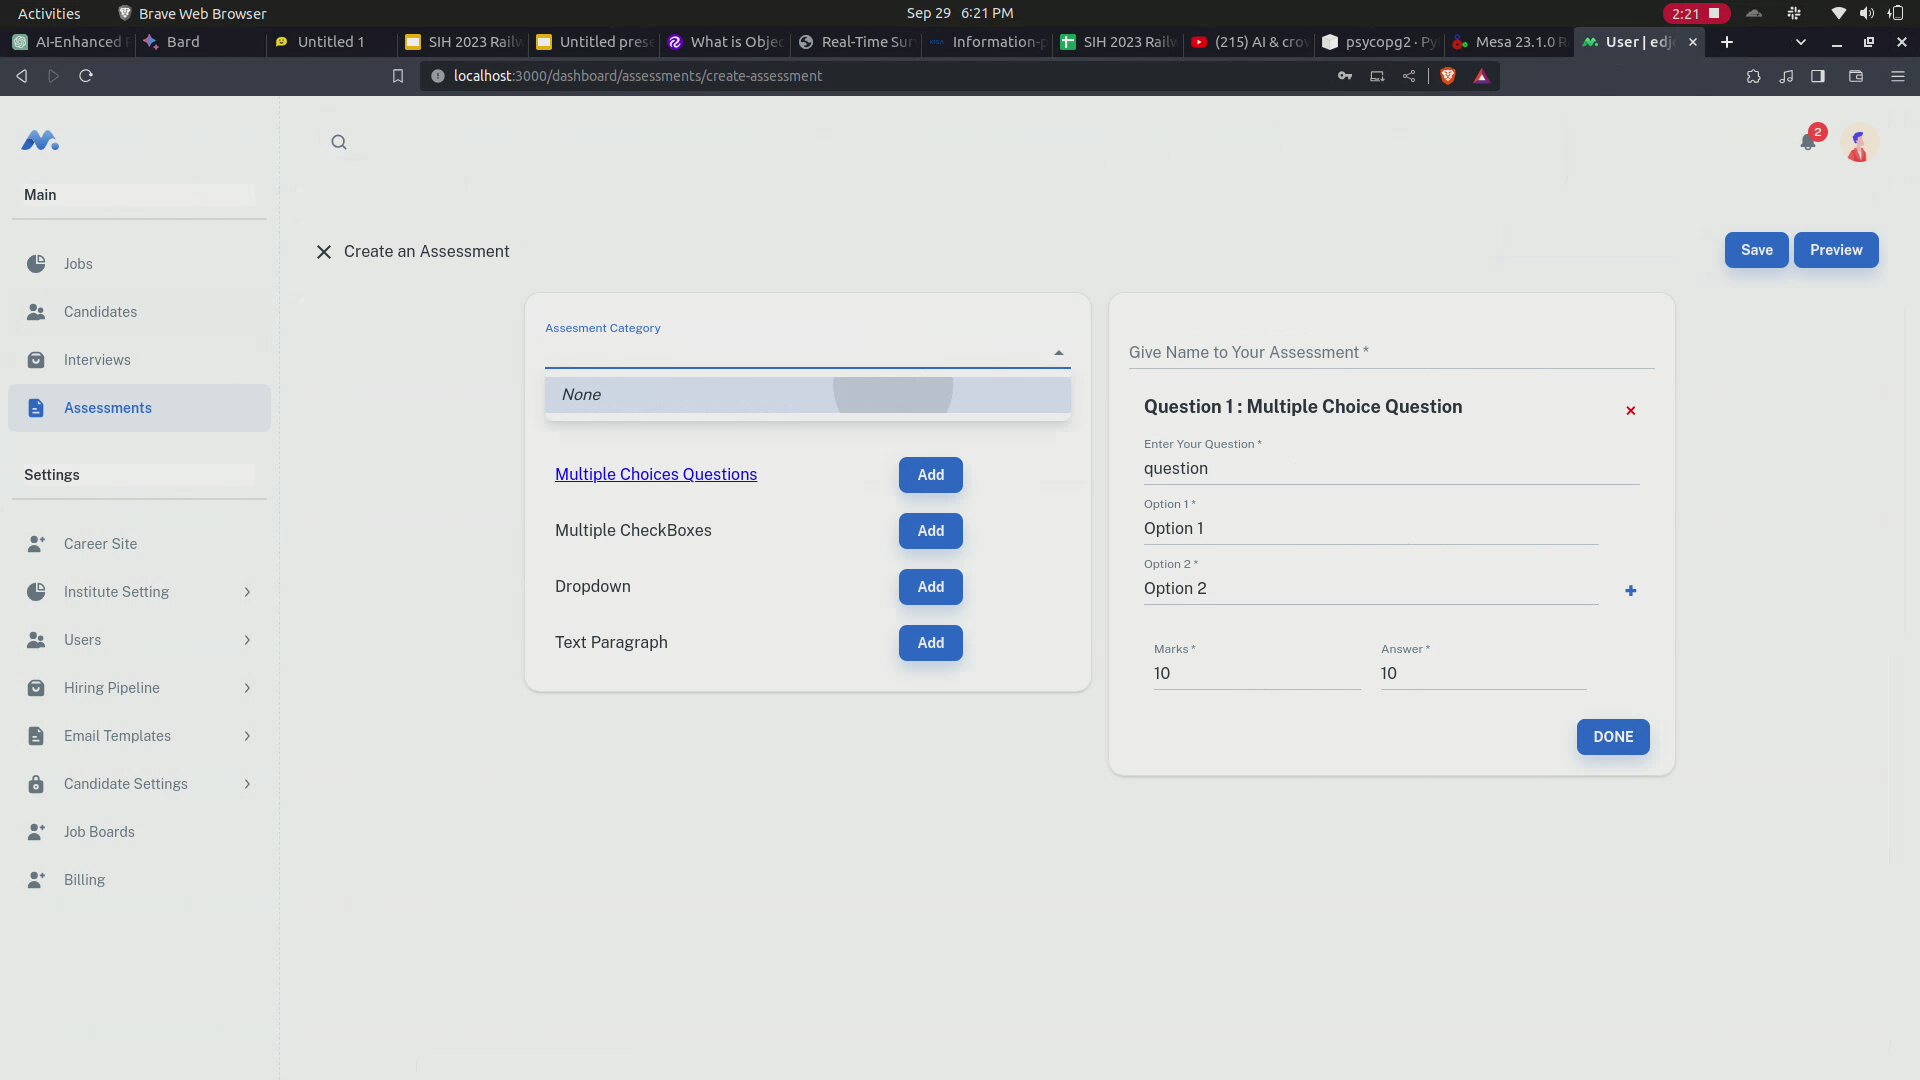 Activities
Brave Web Browser
Sep 29 6:21 PM
2:21
AI-Enhanced
Bard
Untitled 1
SIH 2023 Railw
Untitled prese
What is Objec
Real-Time Sur
Information-p
SIH 2023 Railw
(215) AI & crow
psycopg2 · Py
Mesa 23.1.0 R
User | edj
localhost:3000/dashboard/assessments/create-assessment
2
Main
Jobs
Candidates
Interviews
Assessments
Settings
Career Site
Institute Setting
Users
Hiring Pipeline
Email Templates
Candidate Settings
Job Boards
Billing
Create an Assessment
Save
Preview
Assesment Category
None
Multiple Choices Questions
Add
Multiple CheckBoxes
Add
Dropdown
Add
Text Paragraph
Add
Give Name to Your Assessment *
Question 1 : Multiple Choice Question
Enter Your Question *
question
Option 1 *
Option 1
Option 2 *
Option 2
Marks *
10
Answer *
10
DONE